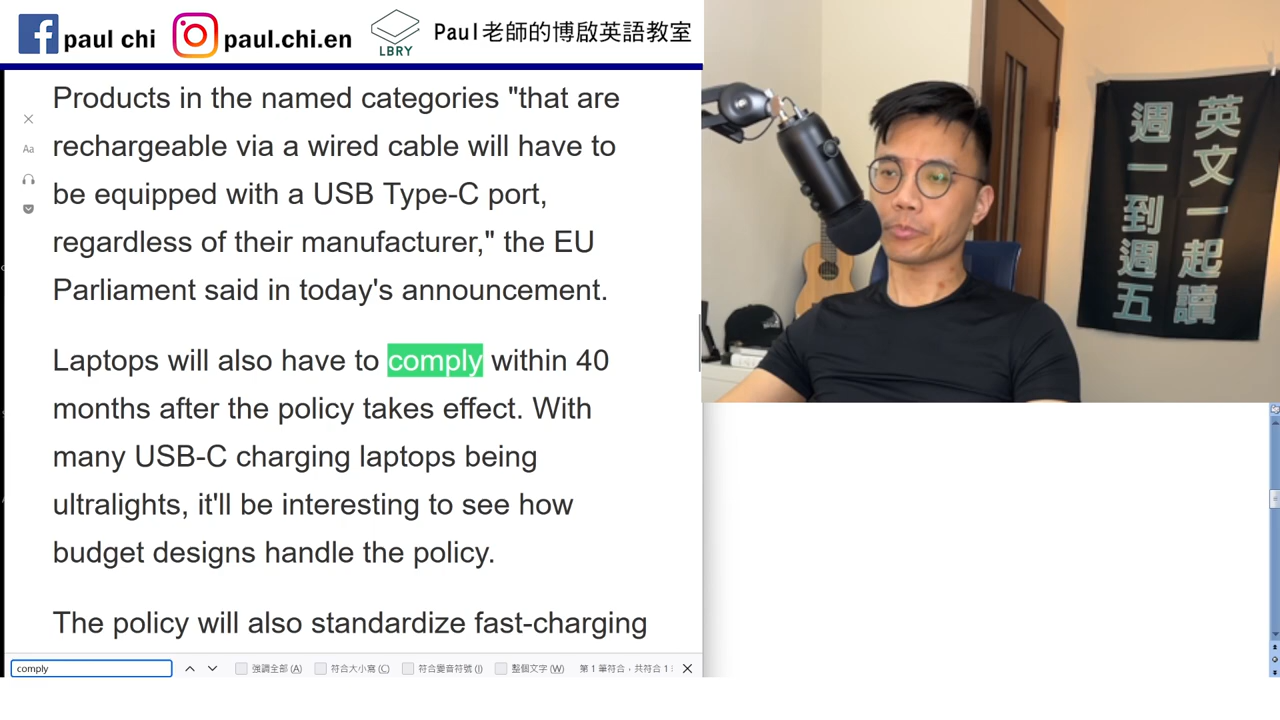 paul chi
paul.chi.en
LBRY
Paul老師的博啟英語教室
Products in the named categories "that are
rechargeable via a wired cable will have to
be equipped with a USB Type-C port,
regardless of their manufacturer," the EU
Parliament said in today's announcement.
Laptops will also have to comply within 40
months after the policy takes effect. With
many USB-C charging laptops being
ultralights, it'll be interesting to see how
budget designs handle the policy.
The policy will also standardize fast-charging
Aa
英文一起讀
週一到週五
comply
強調全部 (A)
符合大小寫 (C)
符合變音符號 (I)
整個文字 (W)
第 1 筆符合，共符合 1